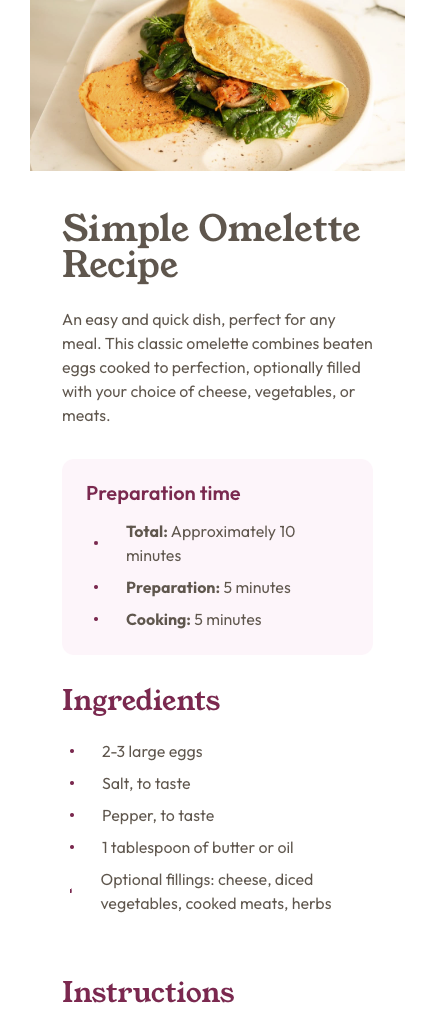 Simple Omelette
Recipe
An easy and quick dish, perfect for any
meal. This classic omelette combines beaten
eggs cooked to perfection, optionally filled
with your choice of cheese, vegetables, or
meats.
Preparation time
• Total: Approximately 10
minutes
• Preparation: 5 minutes
• Cooking: 5 minutes
Ingredients
• 2-3 large eggs
• Salt, to taste
• Pepper, to taste
• 1 tablespoon of butter or oil
• Optional fillings: cheese, diced
vegetables, cooked meats, herbs
Instructions